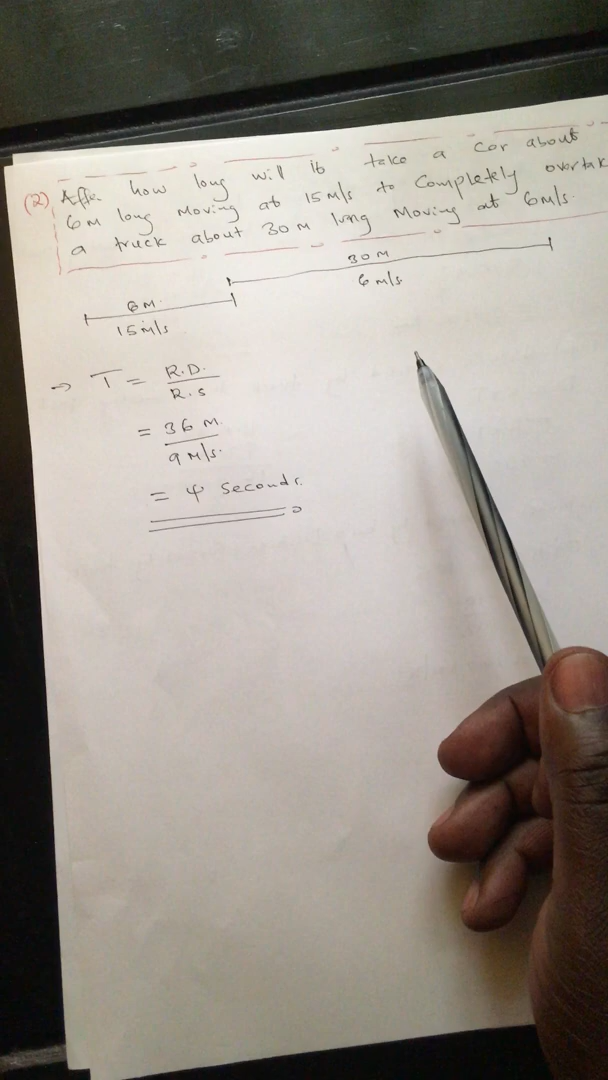 (2) Afte. how long will it take a car about
6M long moving at 15M/s to Completely overtak
a truck about 30M long Moving at 6M/s.
30M
6M/s
6M.
15M/s
→ T = R.D.
R.S
= 36 M.
9M/s.
= 4 Seconds.